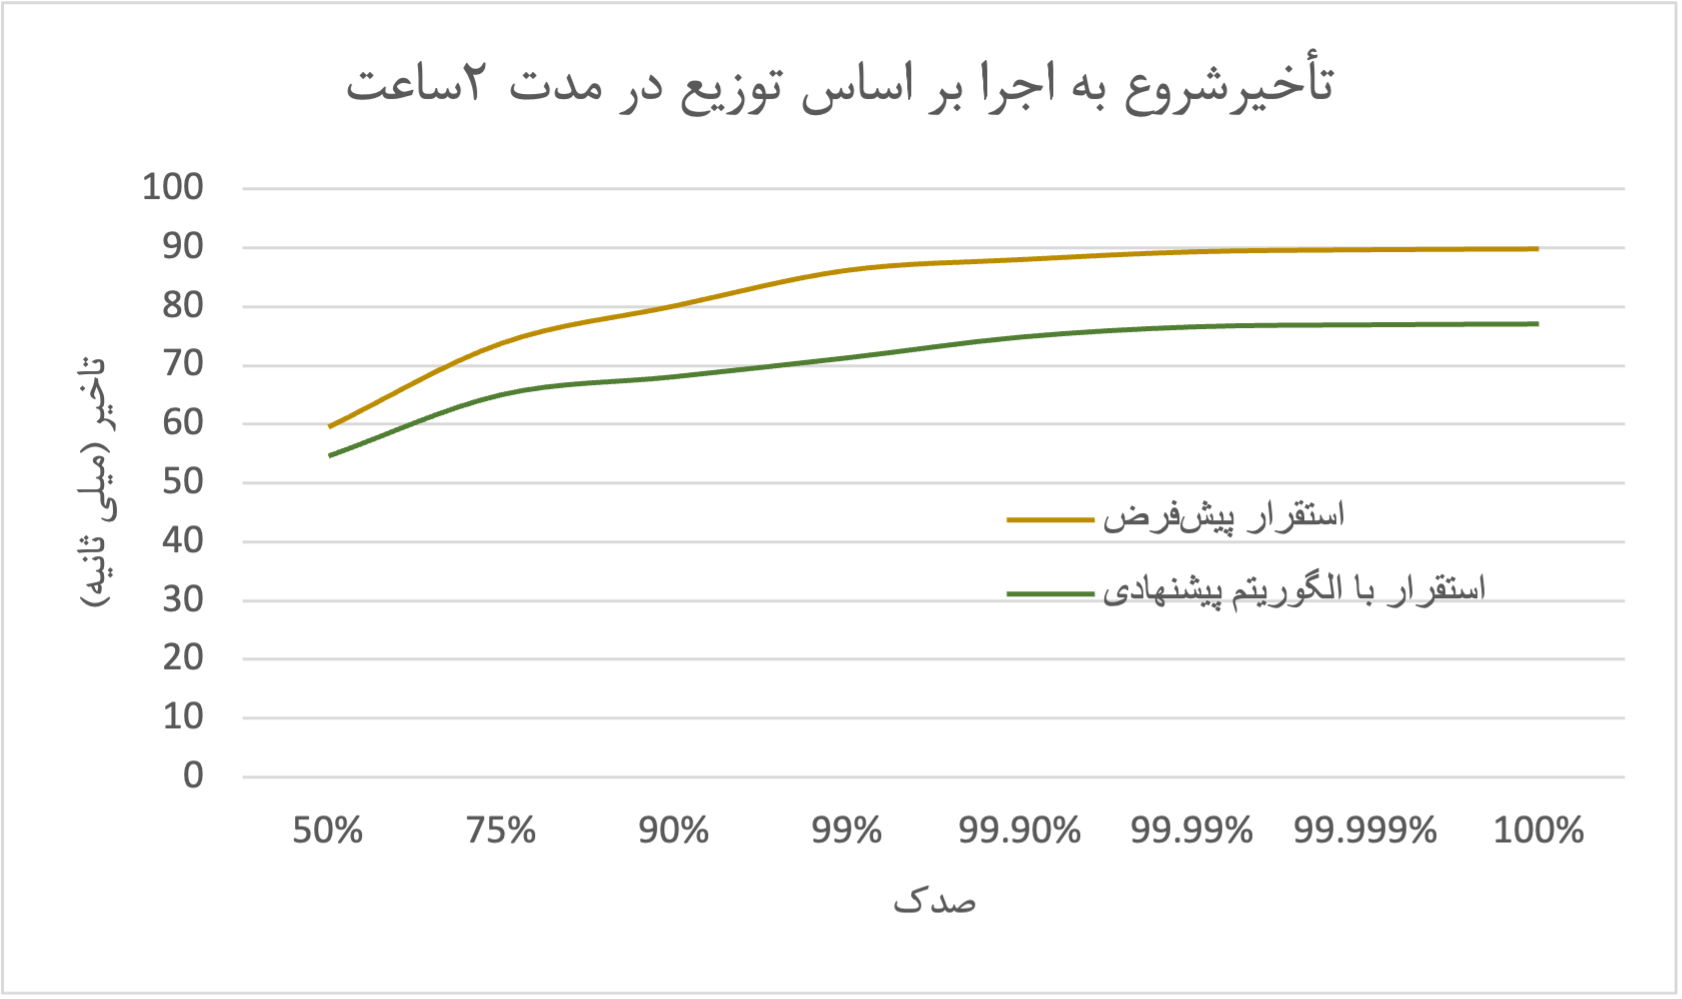 تأخیرشروع به اجرا بر اساس توزیع در مدت ۲ساعت
100
90
80
70
60
50
40
30
20
10
0
تاخیر (میلی ثانیه)
استقرار پیش‌فرض
استقرار با الگوریتم پیشنهادی
50% 75% 90% 99% 99.90% 99.99% 99.999% 100%
صدک